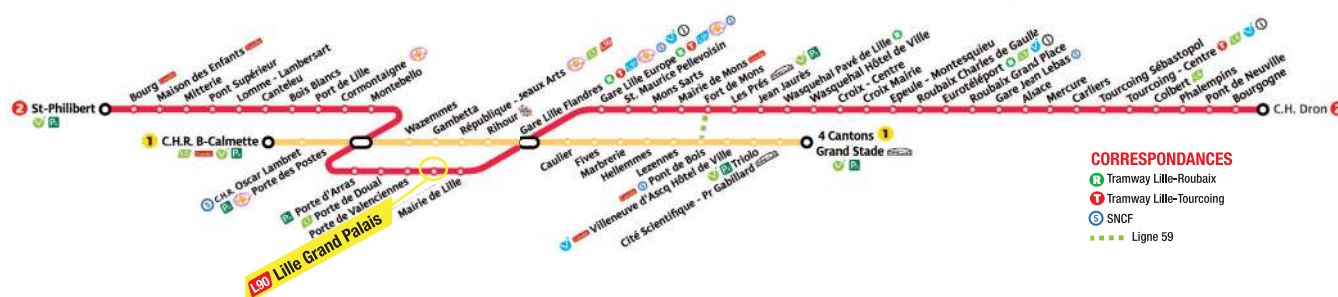 2 St-Philibert
Bourg
Maison des Enfants
Mitterie
Pont Supérieur
Lomme - Lambersart
Canteleu
Bois Blancs
Port de Lille
Cormontaigne
Montebello
1 C.H.R. B-Calmette
C.H.R. Oscar Lambret
Porte des Postes
Wazemmes
Gambetta
République - Beaux Arts L90
Rihour
Gare Lille Flandres R T
Porte d'Arras
Porte de Douai
Porte de Valenciennes
L90 Lille Grand Palais
Mairie de Lille
Gare Lille Europe R T
St. Maurice Pellevoisin
Mons Sarts
Mairie de Mons
Fort de Mons
Les Prés
Jean Jaurès
Wasquehal Pavé de Lille R
Wasquehal Hôtel de Ville
Croix - Centre
Croix Mairie
Epeule - Montesquieu
Roubaix Charles de Gaulle
Eurotéléport R
Roubaix Grand Place
Gare Jean Lebas S
Alsace
Mercure
Carliers
Tourcoing Sébastopol
Tourcoing - Centre T
Colbert
Phalempins
Pont de Neuville
Bourgogne
C.H. Dron 2
Caulier
Fives
Marbrerie
Hellemmes
Lezennes
Pont de Bois
Villeneuve d'Ascq Hôtel de Ville
Triolo
Cité Scientifique - Pr Gabillard
4 Cantons 1
Grand Stade
CORRESPONDANCES
R Tramway Lille-Roubaix
T Tramway Lille-Tourcoing
S SNCF
Ligne 59